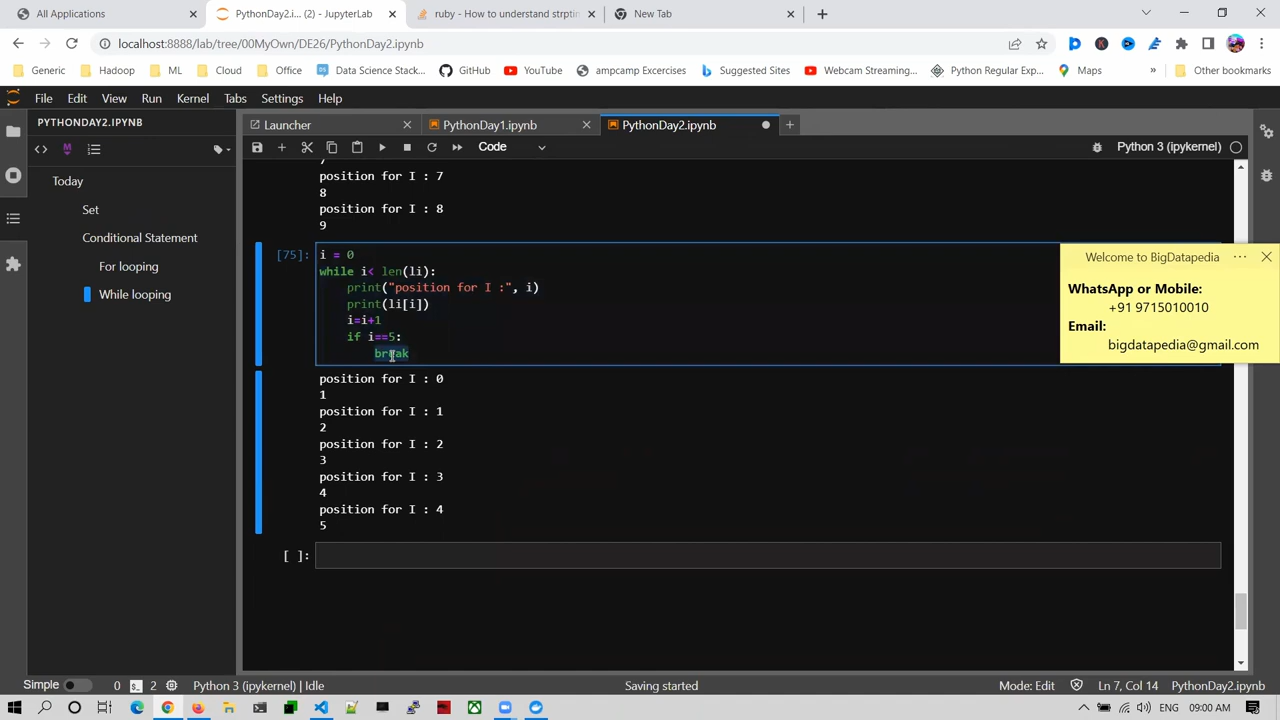 All Applications
PythonDay2.i... (2) - JupyterLab
ruby - How to understand strptin
New Tab
localhost:8888/lab/tree/00MyOwn/DE26/PythonDay2.ipynb
Generic
Hadoop
ML
Cloud
Office
Data Science Stack...
GitHub
YouTube
ampcamp Excercises
Suggested Sites
Webcam Streaming...
Python Regular Exp...
Maps
»
Other bookmarks
File Edit View Run Kernel Tabs Settings Help
PYTHONDAY2.IPYNB
Launcher
PythonDay1.ipynb
PythonDay2.ipynb
Code
Python 3 (ipykernel)
Today
Set
Conditional Statement
For looping
While looping
position for I : 7
8
position for I : 8
9
[75]:
i = 0
while i< len(li):
print("position for I :", i)
print(li[i])
i=i+1
if i==5:
break
position for I : 0
1
position for I : 1
2
position for I : 2
3
position for I : 3
4
position for I : 4
5
[ ]:
Welcome to BigDatapedia
WhatsApp or Mobile:
+91 9715010010
Email:
bigdatapedia@gmail.com
Simple 0 2 Python 3 (ipykernel) | Idle
Saving started
Mode: Edit
Ln 7, Col 14
PythonDay2.ipynb
ENG
09:00 AM